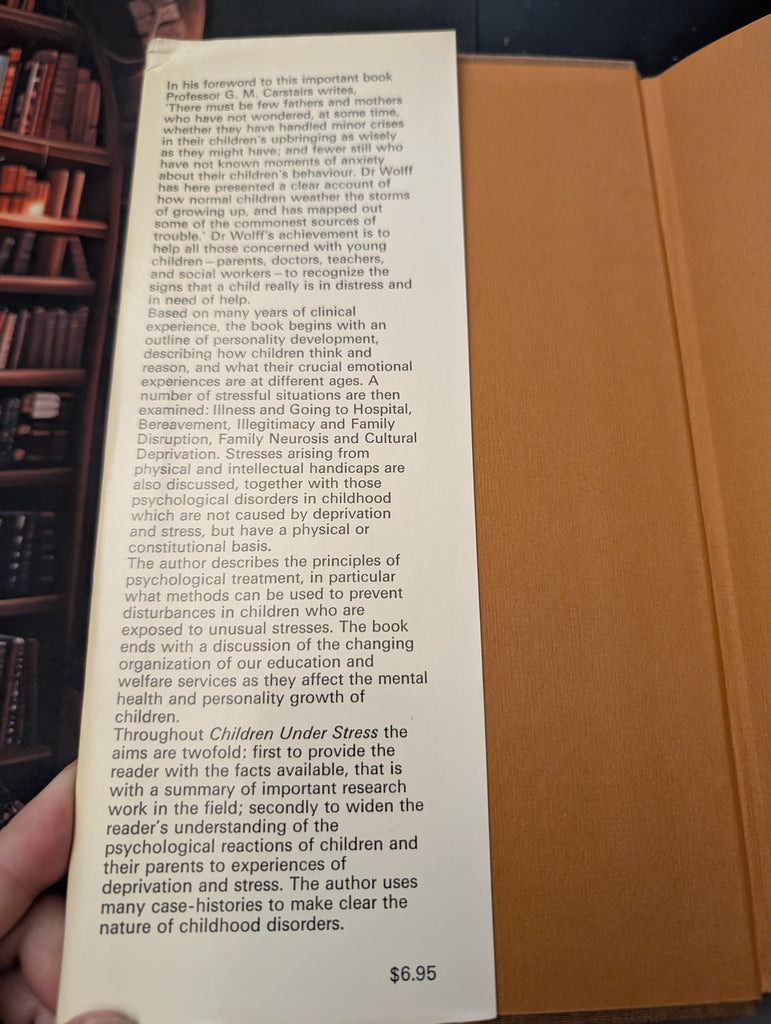 In his foreword to this important book
Professor G. M. Carstairs writes,
'There must be few fathers and mothers
who have not wondered, at some time,
whether they have handled minor crises
in their children's upbringing as wisely
as they might have; and fewer still who
have not known moments of anxiety
about their children's behaviour. Dr Wolff
has here presented a clear account of
how normal children weather the storms
of growing up, and has mapped out
some of the commonest sources of
trouble.' Dr Wolff's achievement is to
help all those concerned with young
children – parents, doctors, teachers,
and social workers – to recognize the
signs that a child really is in distress and
in need of help.
Based on many years of clinical
experience, the book begins with an
outline of personality development,
describing how children think and
reason, and what their crucial emotional
experiences are at different ages. A
number of stressful situations are then
examined: Illness and Going to Hospital,
Bereavement, Illegitimacy and Family
Disruption, Family Neurosis and Cultural
Deprivation. Stresses arising from
physical and intellectual handicaps are
also discussed, together with those
psychological disorders in childhood
which are not caused by deprivation
and stress, but have a physical or
constitutional basis.
The author describes the principles of
psychological treatment, in particular
what methods can be used to prevent
disturbances in children who are
exposed to unusual stresses. The book
ends with a discussion of the changing
organization of our education and
welfare services as they affect the mental
health and personality growth of
children.
Throughout Children Under Stress the
aims are twofold: first to provide the
reader with the facts available, that is
with a summary of important research
work in the field; secondly to widen the
reader's understanding of the
psychological reactions of children and
their parents to experiences of
deprivation and stress. The author uses
many case-histories to make clear the
nature of childhood disorders.
$6.95